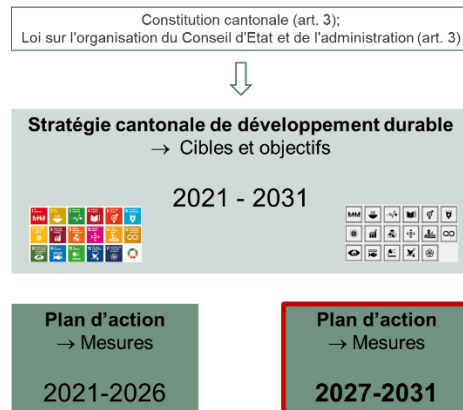 Constitution cantonale (art. 3);
Loi sur l'organisation du Conseil d'Etat et de l'administration (art. 3)
Stratégie cantonale de développement durable
→ Cibles et objectifs
2021 - 2031
Plan d'action
→ Mesures
2021-2026
Plan d'action
→ Mesures
2027-2031